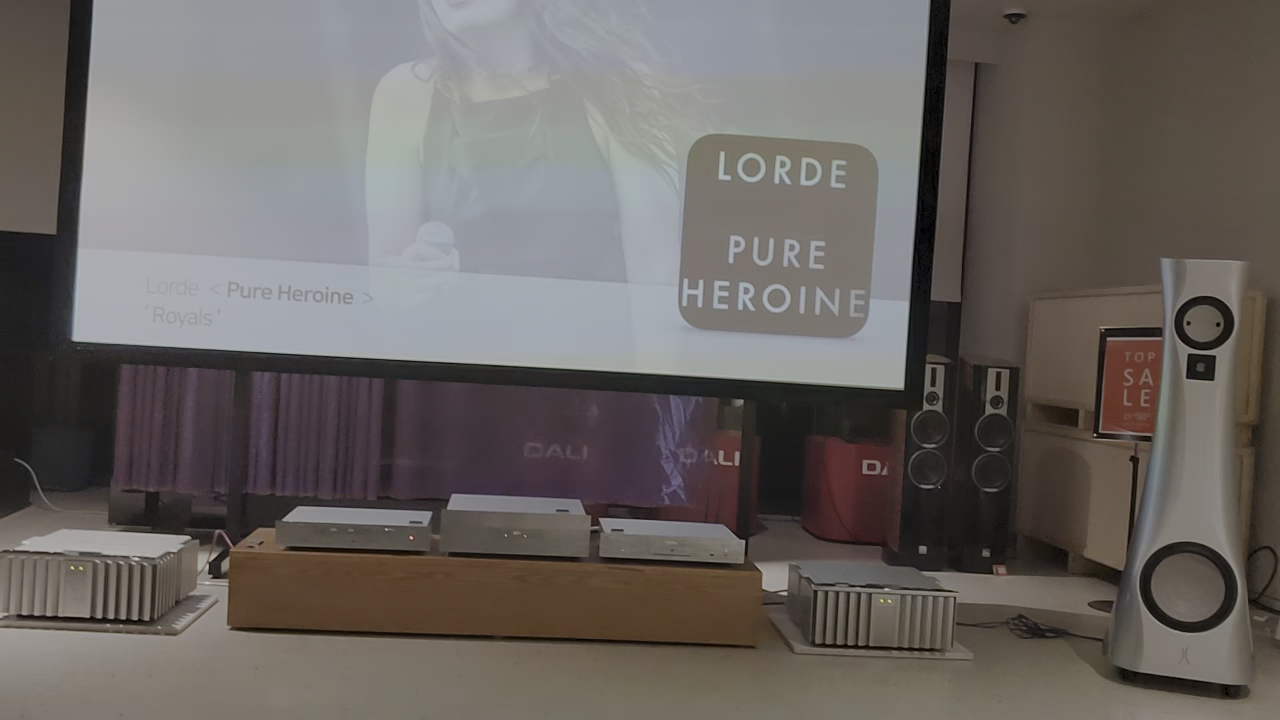 LORDE
PURE
HEROINE
Lorde < Pure Heroine >
'Royals'
DALI
DALI
DA
TOP
SA
LE